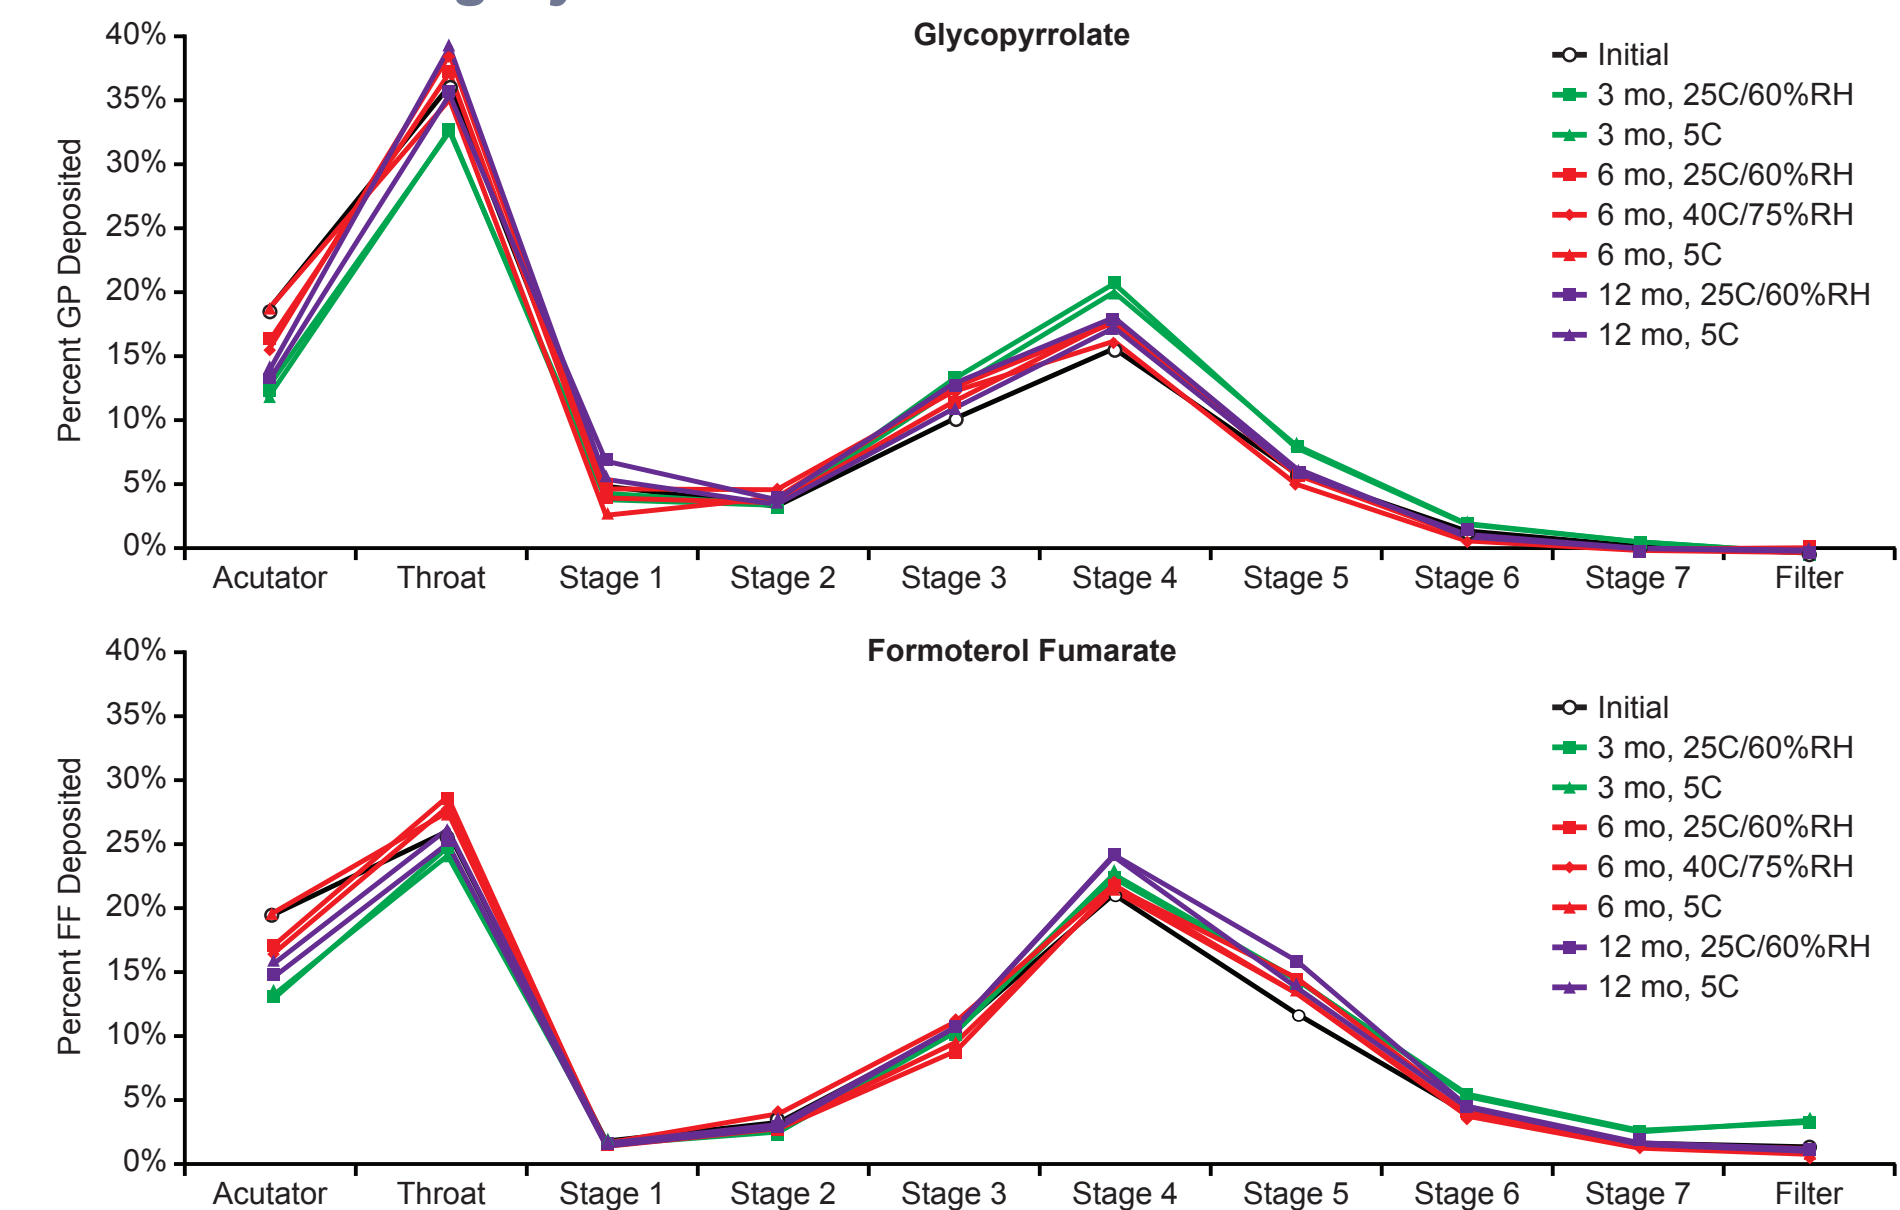 Glycopyrrolate
Percent GP Deposited
40%
35%
30%
25%
20%
15%
10%
5%
0%
Initial
3 mo, 25C/60%RH
3 mo, 5C
6 mo, 25C/60%RH
6 mo, 40C/75%RH
6 mo, 5C
12 mo, 25C/60%RH
12 mo, 5C
Acutator Throat Stage 1 Stage 2 Stage 3 Stage 4 Stage 5 Stage 6 Stage 7 Filter
Formoterol Fumarate
Percent FF Deposited
40%
35%
30%
25%
20%
15%
10%
5%
0%
Initial
3 mo, 25C/60%RH
3 mo, 5C
6 mo, 25C/60%RH
6 mo, 40C/75%RH
6 mo, 5C
12 mo, 25C/60%RH
12 mo, 5C
Acutator Throat Stage 1 Stage 2 Stage 3 Stage 4 Stage 5 Stage 6 Stage 7 Filter